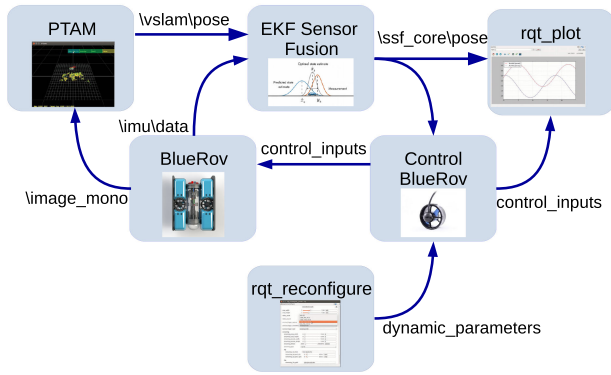 PTAM
\vslam\pose
EKF Sensor
Fusion
\ssf_core\pose
rqt_plot
\imu\data
\image_mono
BlueRov
control_inputs
Control
BlueRov
control_inputs
rqt_reconfigure
dynamic_parameters